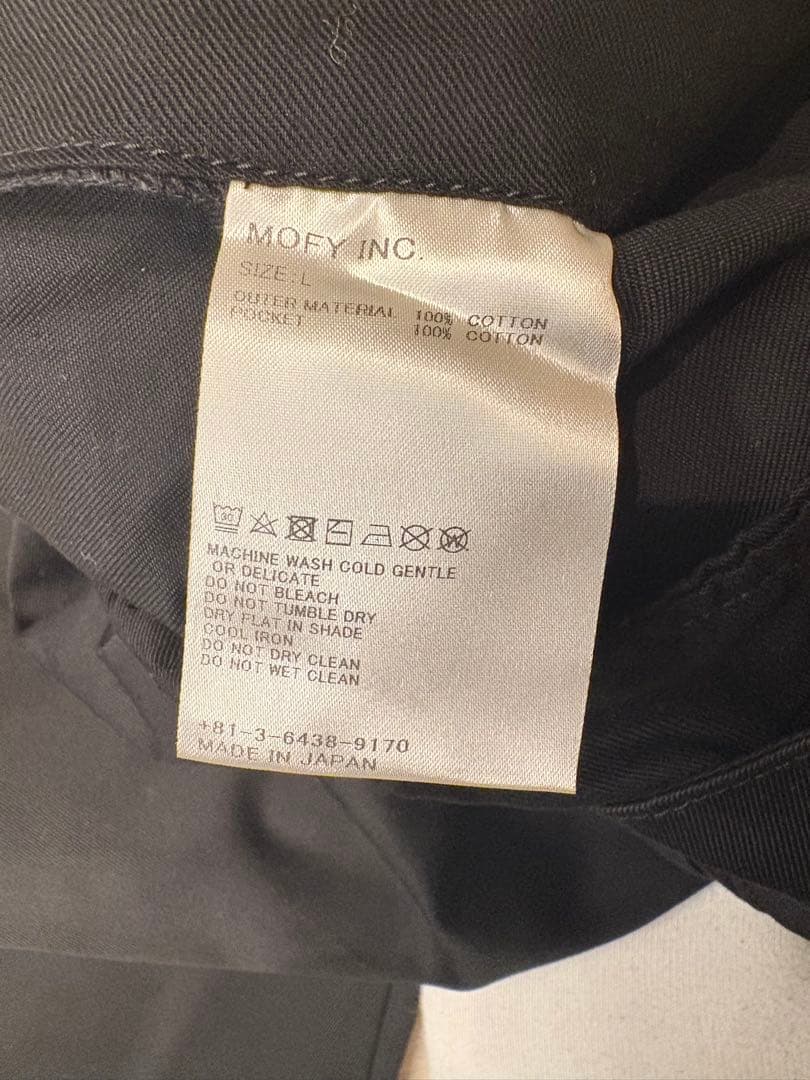 MOFY INC.
SIZE:L
OUTER MATERIAL 100% COTTON
POCKET 100% COTTON
30
W
MACHINE WASH COLD GENTLE
OR DELICATE
DO NOT BLEACH
DO NOT TUMBLE DRY
DRY FLAT IN SHADE
COOL IRON
DO NOT DRY CLEAN
DO NOT WET CLEAN
+81-3-6438-9170
MADE IN JAPAN